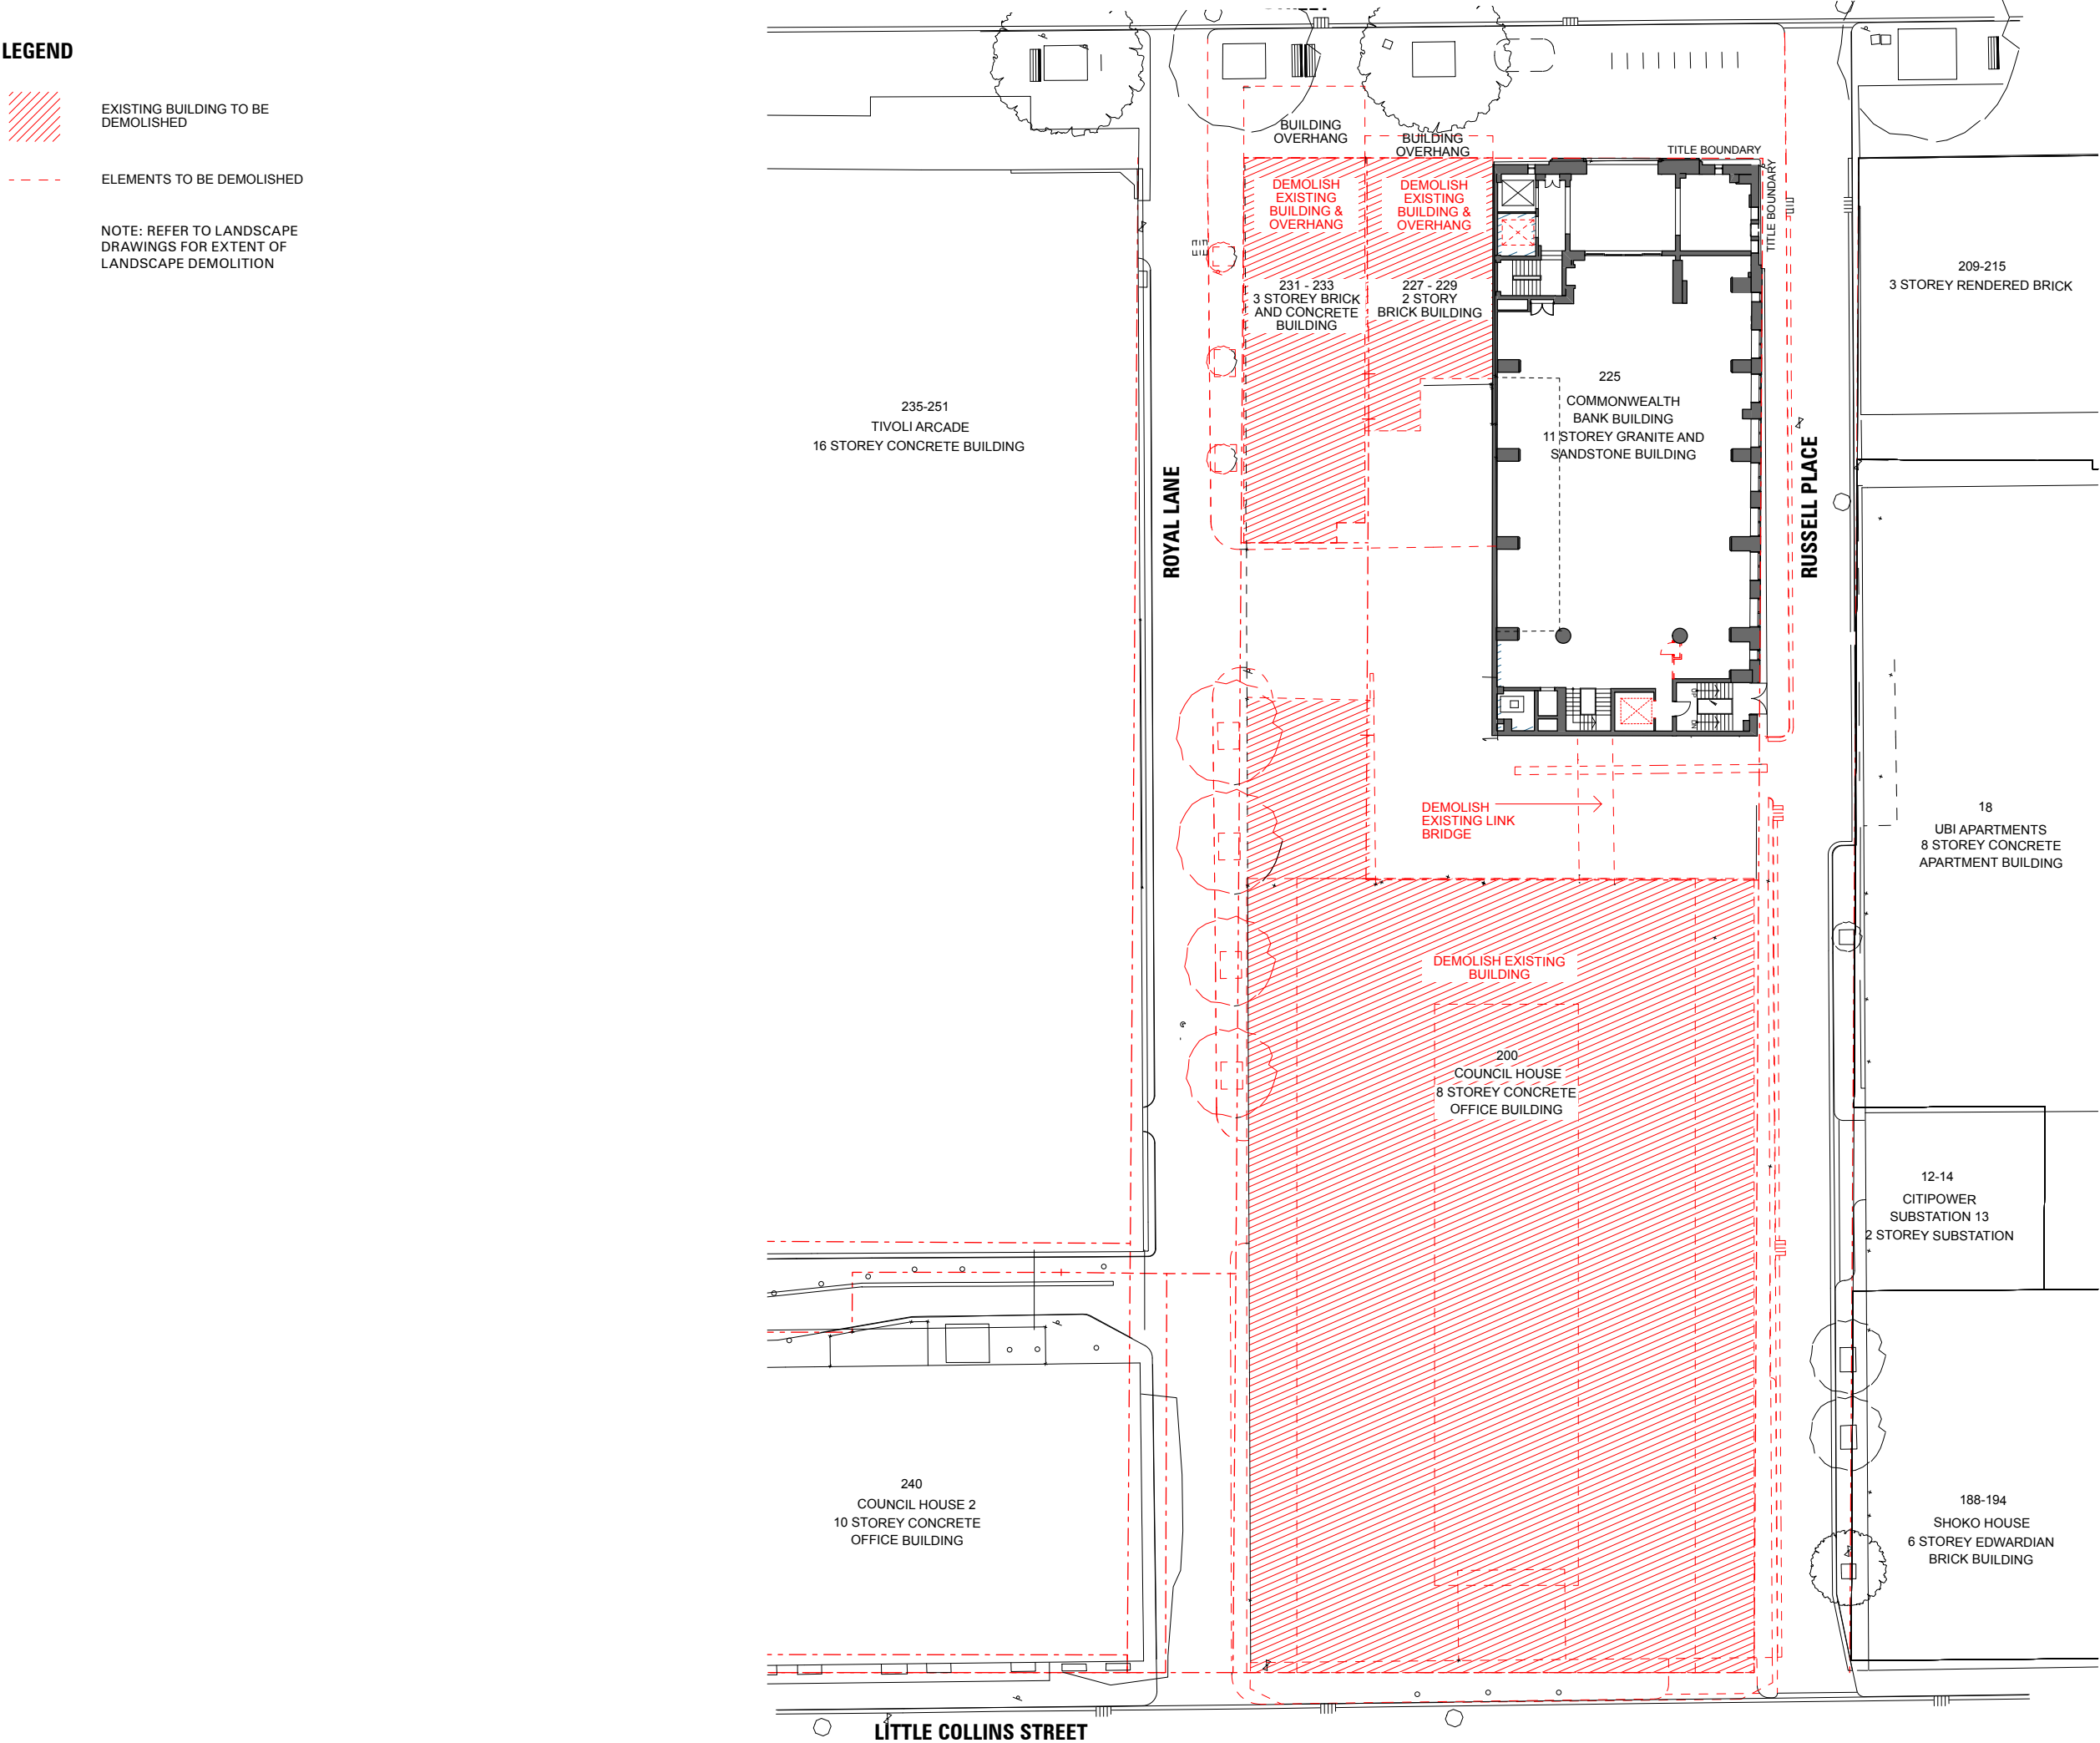 LEGEND
EXISTING BUILDING TO BE
DEMOLISHED
ELEMENTS TO BE DEMOLISHED
NOTE: REFER TO LANDSCAPE
DRAWINGS FOR EXTENT OF
LANDSCAPE DEMOLITION
BUILDING
OVERHANG
BUILDING
OVERHANG
TITLE BOUNDARY
TITLE BOUNDARY
DEMOLISH
EXISTING
BUILDING &
OVERHANG
DEMOLISH
EXISTING
BUILDING &
OVERHANG
231 - 233
3 STOREY BRICK
AND CONCRETE
BUILDING
227 - 229
2 STORY
BRICK BUILDING
209-215
3 STOREY RENDERED BRICK
235-251
TIVOLI ARCADE
16 STOREY CONCRETE BUILDING
225
COMMONWEALTH
BANK BUILDING
11 STOREY GRANITE AND
SANDSTONE BUILDING
ROYAL LANE
RUSSELL PLACE
UP
DN
DEMOLISH
EXISTING LINK
BRIDGE
18
UBI APARTMENTS
8 STOREY CONCRETE
APARTMENT BUILDING
DEMOLISH EXISTING
BUILDING
200
COUNCIL HOUSE
8 STOREY CONCRETE
OFFICE BUILDING
12-14
CITIPOWER
SUBSTATION 13
2 STOREY SUBSTATION
240
COUNCIL HOUSE 2
10 STOREY CONCRETE
OFFICE BUILDING
188-194
SHOKO HOUSE
6 STOREY EDWARDIAN
BRICK BUILDING
LITTLE COLLINS STREET